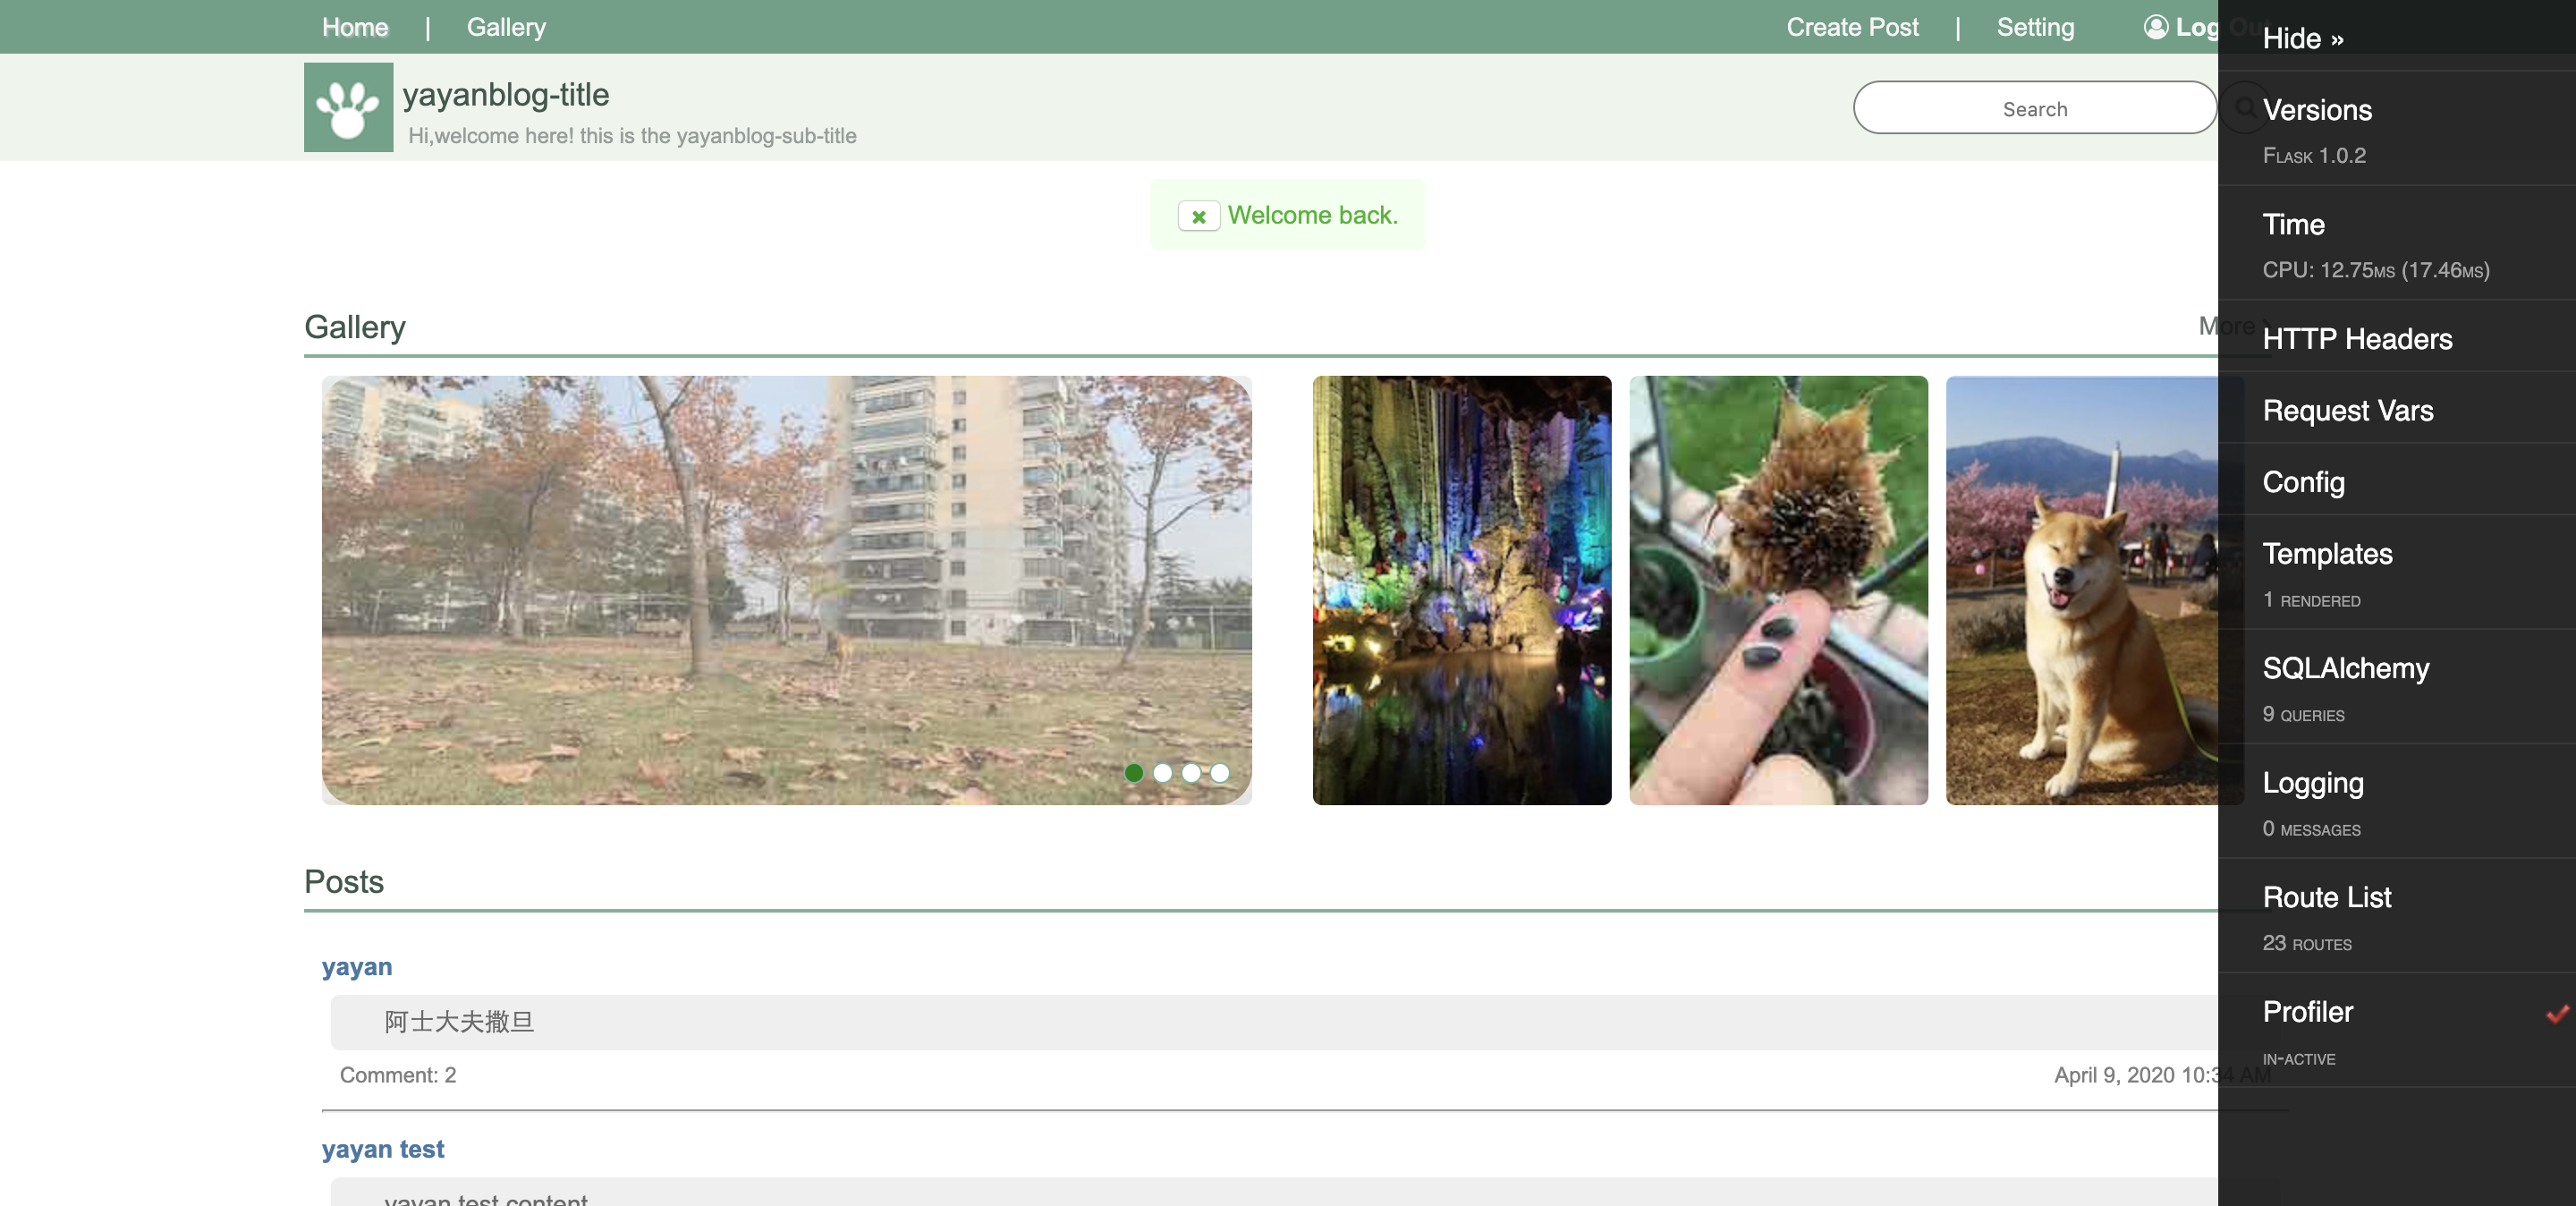 Home | Gallery
Create Post | Setting
Log Out
yayanblog-title
Hi,welcome here! this is the yayanblog-sub-title
Search
Welcome back.
Gallery
More
Posts
yayan
阿士大夫撒旦
Comment: 2
April 9, 2020 10:34 AM
yayan test
yayan test content
Hide »
Versions
Flask 1.0.2
Time
CPU: 12.75ms (17.46ms)
HTTP Headers
Request Vars
Config
Templates
1 rendered
SQLAlchemy
9 queries
Logging
0 messages
Route List
23 routes
Profiler
in-active